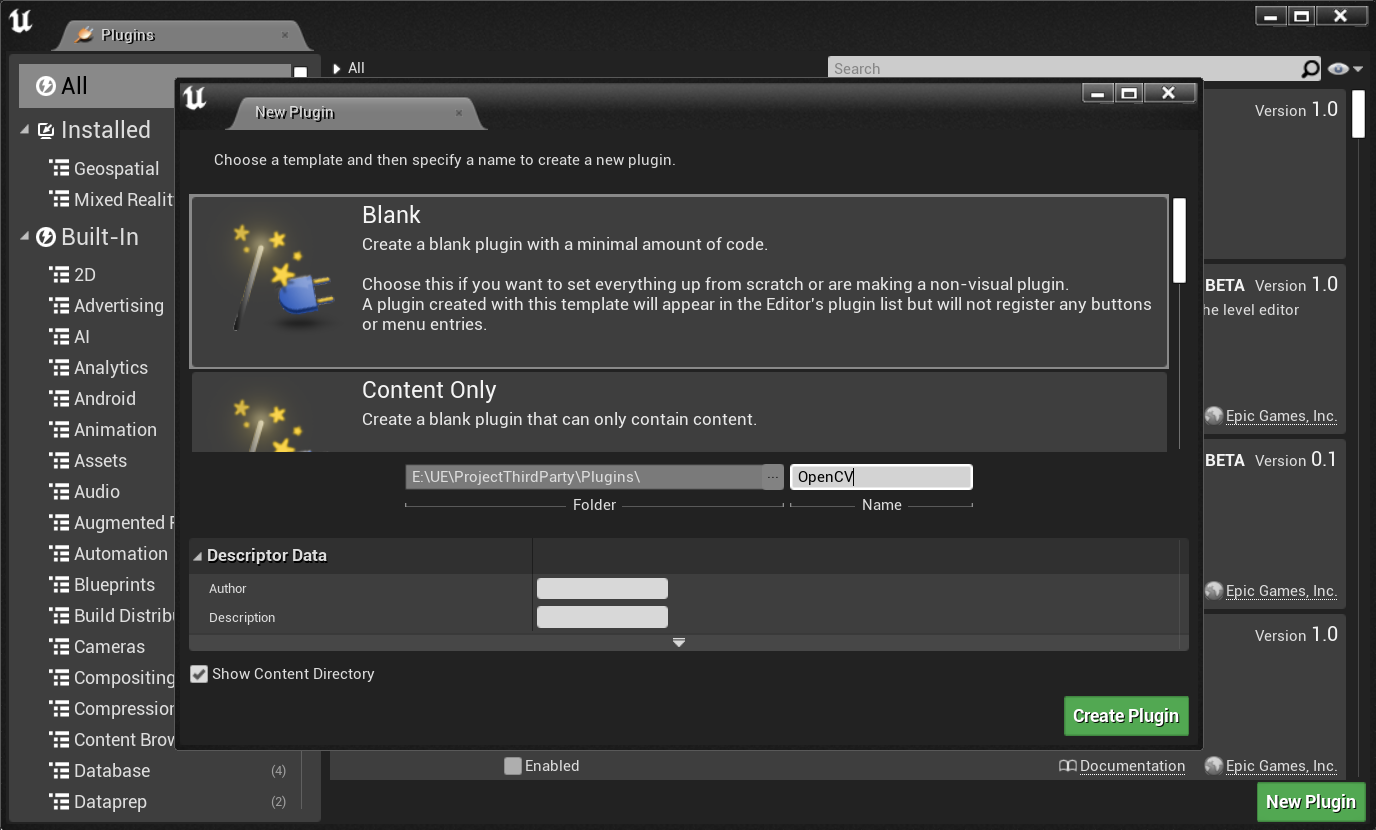 Plugins
All
Installed
Geospatial
Mixed Realit
Built-In
2D
Advertising
AI
Analytics
Android
Animation
Assets
Audio
Augmented R
Automation
Blueprints
Build Distribu
Cameras
Compositing
Compression
Content Brow
Database (4)
Dataprep (2)
All
Search
New Plugin
Choose a template and then specify a name to create a new plugin.
Blank
Create a blank plugin with a minimal amount of code.
Choose this if you want to set everything up from scratch or are making a non-visual plugin.
A plugin created with this template will appear in the Editor's plugin list but will not register any buttons
or menu entries.
Content Only
Create a blank plugin that can only contain content.
E:\UE\ProjectThirdParty\Plugins\ ... OpenCV
Folder Name
Descriptor Data
Author
Description
Show Content Directory
Create Plugin
Version 1.0
BETA Version 1.0
he level editor
Epic Games, Inc.
BETA Version 0.1
Epic Games, Inc.
Version 1.0
Enabled Documentation Epic Games, Inc.
New Plugin